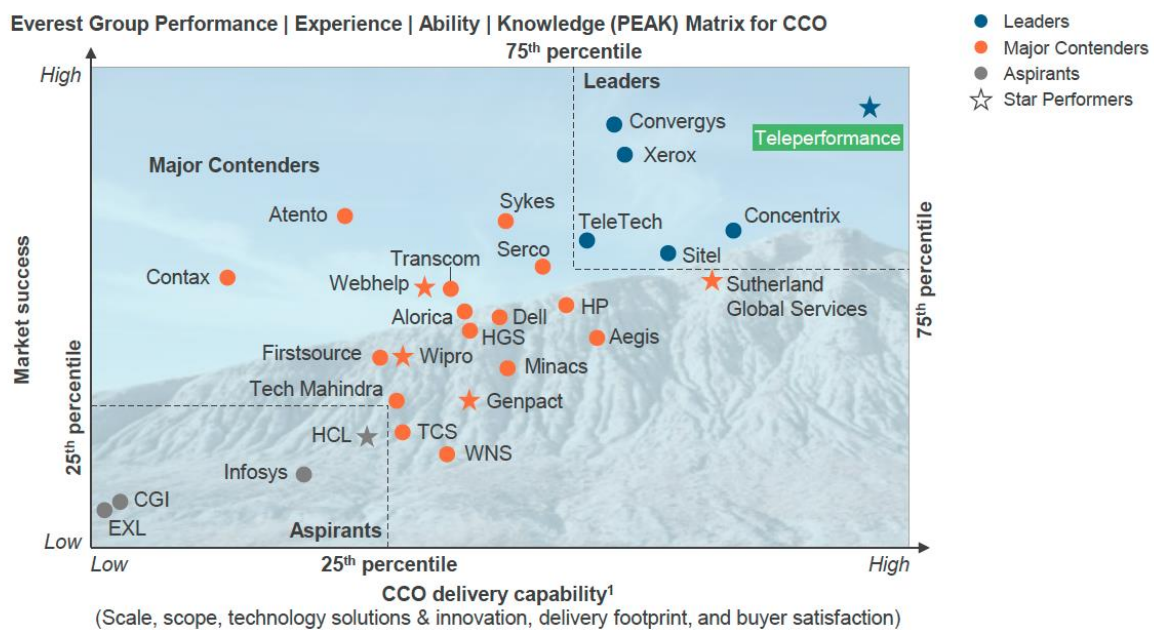 Everest Group Performance | Experience | Ability | Knowledge (PEAK) Matrix for CCO
75th percentile
Leaders
Major Contenders
Aspirants
Star Performers
High
Leaders
Convergys
Teleperformance
Xerox
Major Contenders
Atento
Sykes
TeleTech
Concentrix
Serco
Sitel
Transcom
Contax
Webhelp
Sutherland
Global Services
HP
Alorica
Dell
HGS
Aegis
Firstsource
Wipro
Minacs
Tech Mahindra
Genpact
HCL
TCS
WNS
Infosys
CGI
EXL
Aspirants
Market success
25th percentile
75th percentile
Low
Low
25th percentile
High
CCO delivery capability1
(Scale, scope, technology solutions & innovation, delivery footprint, and buyer satisfaction)